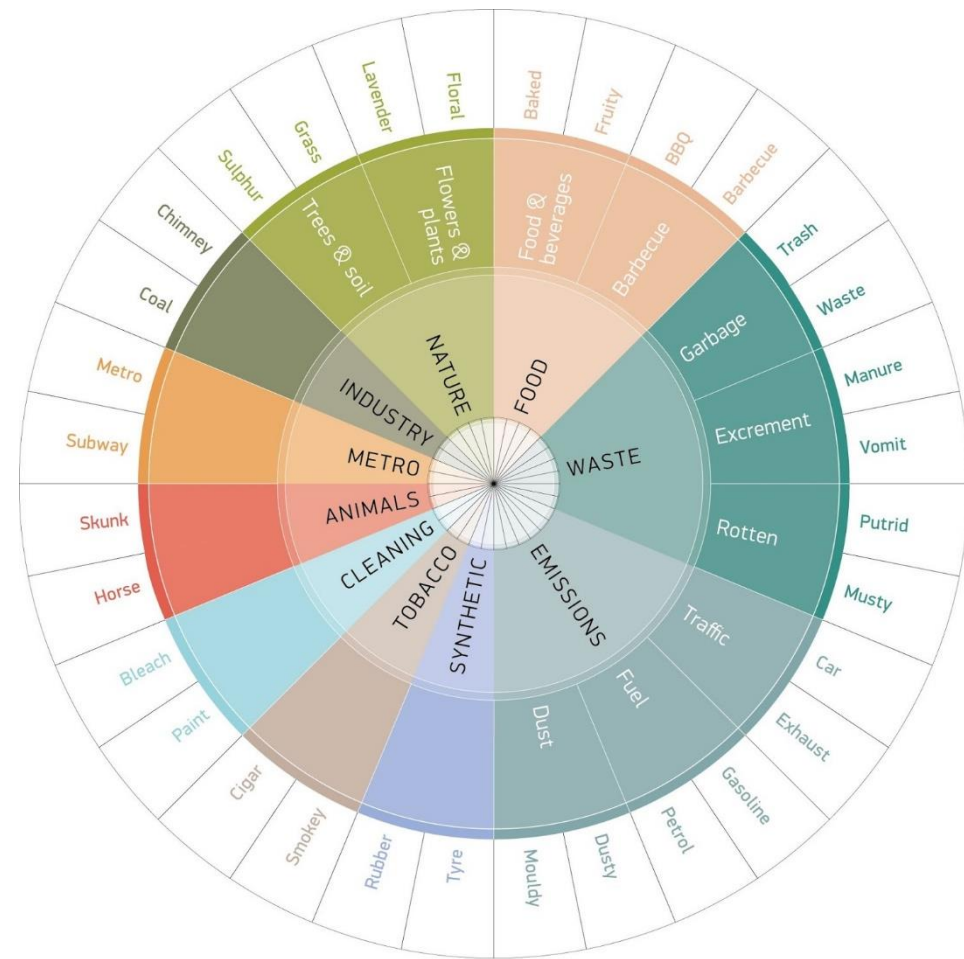 Baked
Fruity
BBQ
Barbecue
Trash
Waste
Manure
Vomit
Putrid
Musty
Car
Exhaust
Gasoline
Petrol
Dusty
Mouldy
Tyre
Rubber
Smokey
Cigar
Paint
Bleach
Horse
Skunk
Subway
Metro
Coal
Chimney
Sulphur
Grass
Lavender
Floral
Food &
beverages
Barbecue
Garbage
Excrement
Rotten
Traffic
Fuel
Dust
Trees & soil
Flowers &
plants
FOOD
WASTE
EMISSIONS
SYNTHETIC
TOBACCO
CLEANING
ANIMALS
METRO
INDUSTRY
NATURE